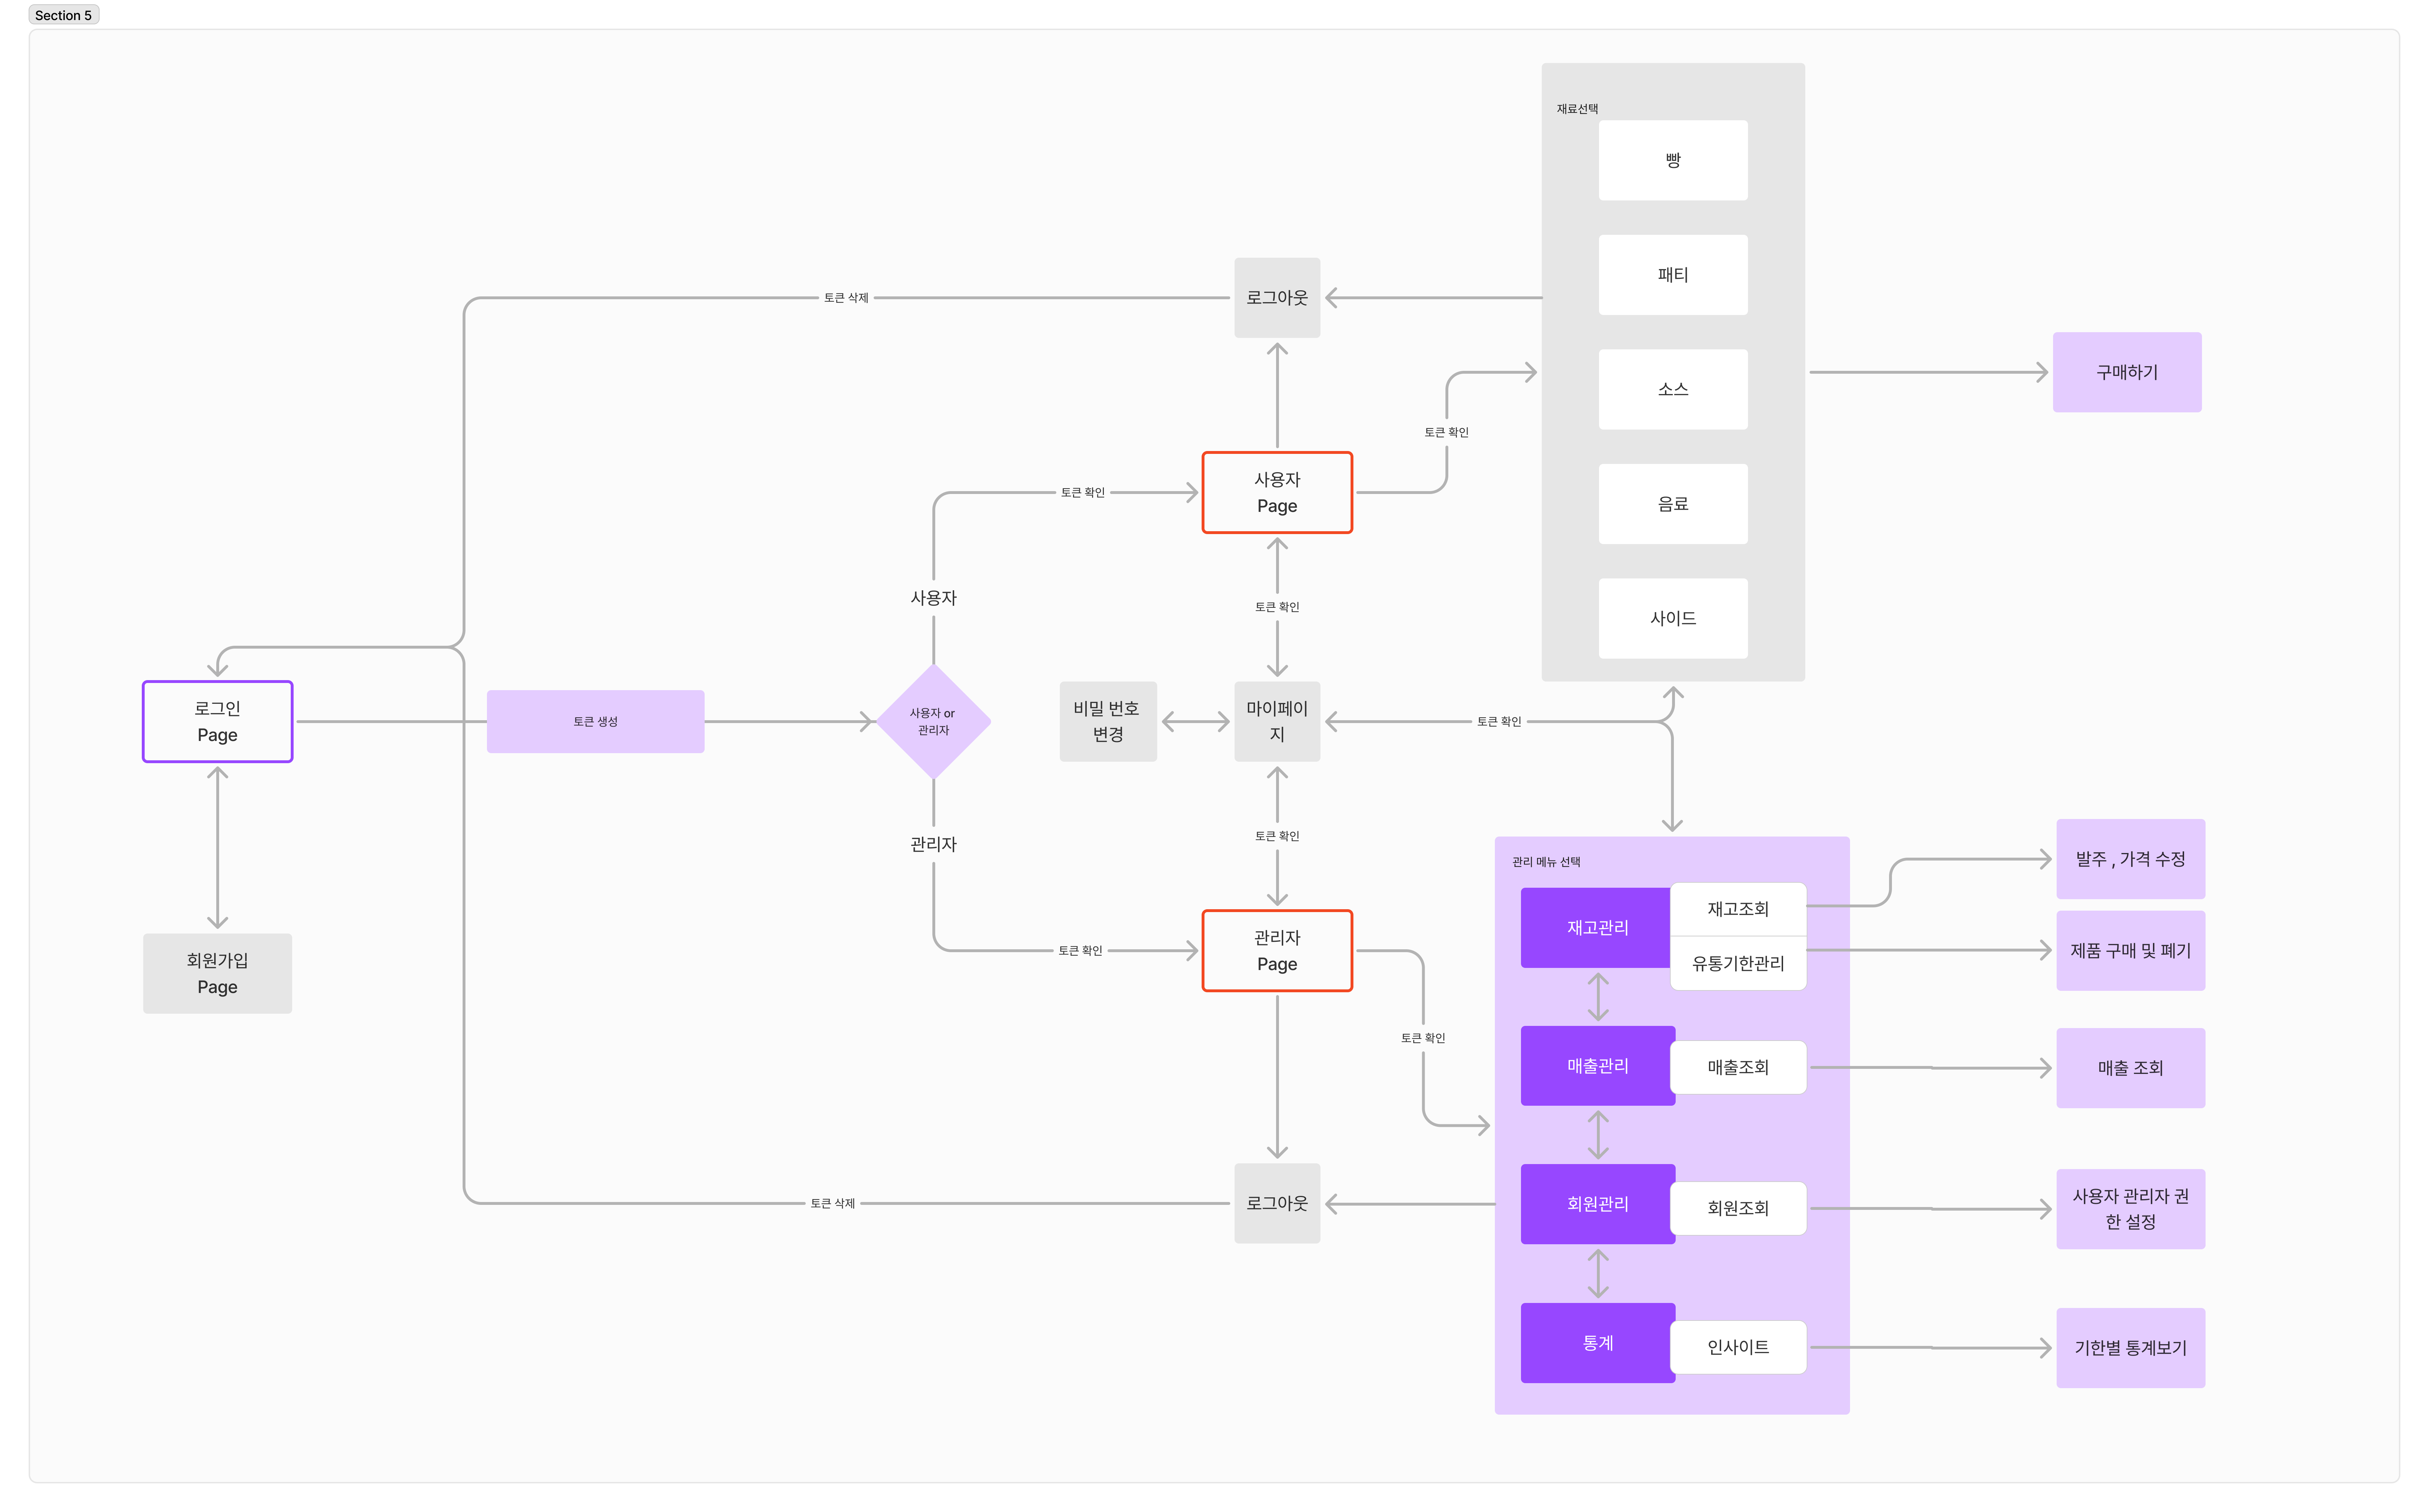 Section 5
재료선택
빵
패티
소스
음료
사이드
로그아웃
토큰 삭제
구매하기
토큰 확인
사용자
Page
토큰 확인
사용자
토큰 확인
로그인
Page
토큰 생성
사용자 or
관리자
비밀 번호
변경
마이페이
지
토큰 확인
관리자
토큰 확인
관리 메뉴 선택
재고관리
재고조회
유통기한관리
발주 , 가격 수정
제품 구매 및 폐기
회원가입
Page
토큰 확인
관리자
Page
토큰 확인
매출관리
매출조회
매출 조회
로그아웃
토큰 삭제
회원관리
회원조회
사용자 관리자 권
한 설정
통계
인사이트
기한별 통계보기